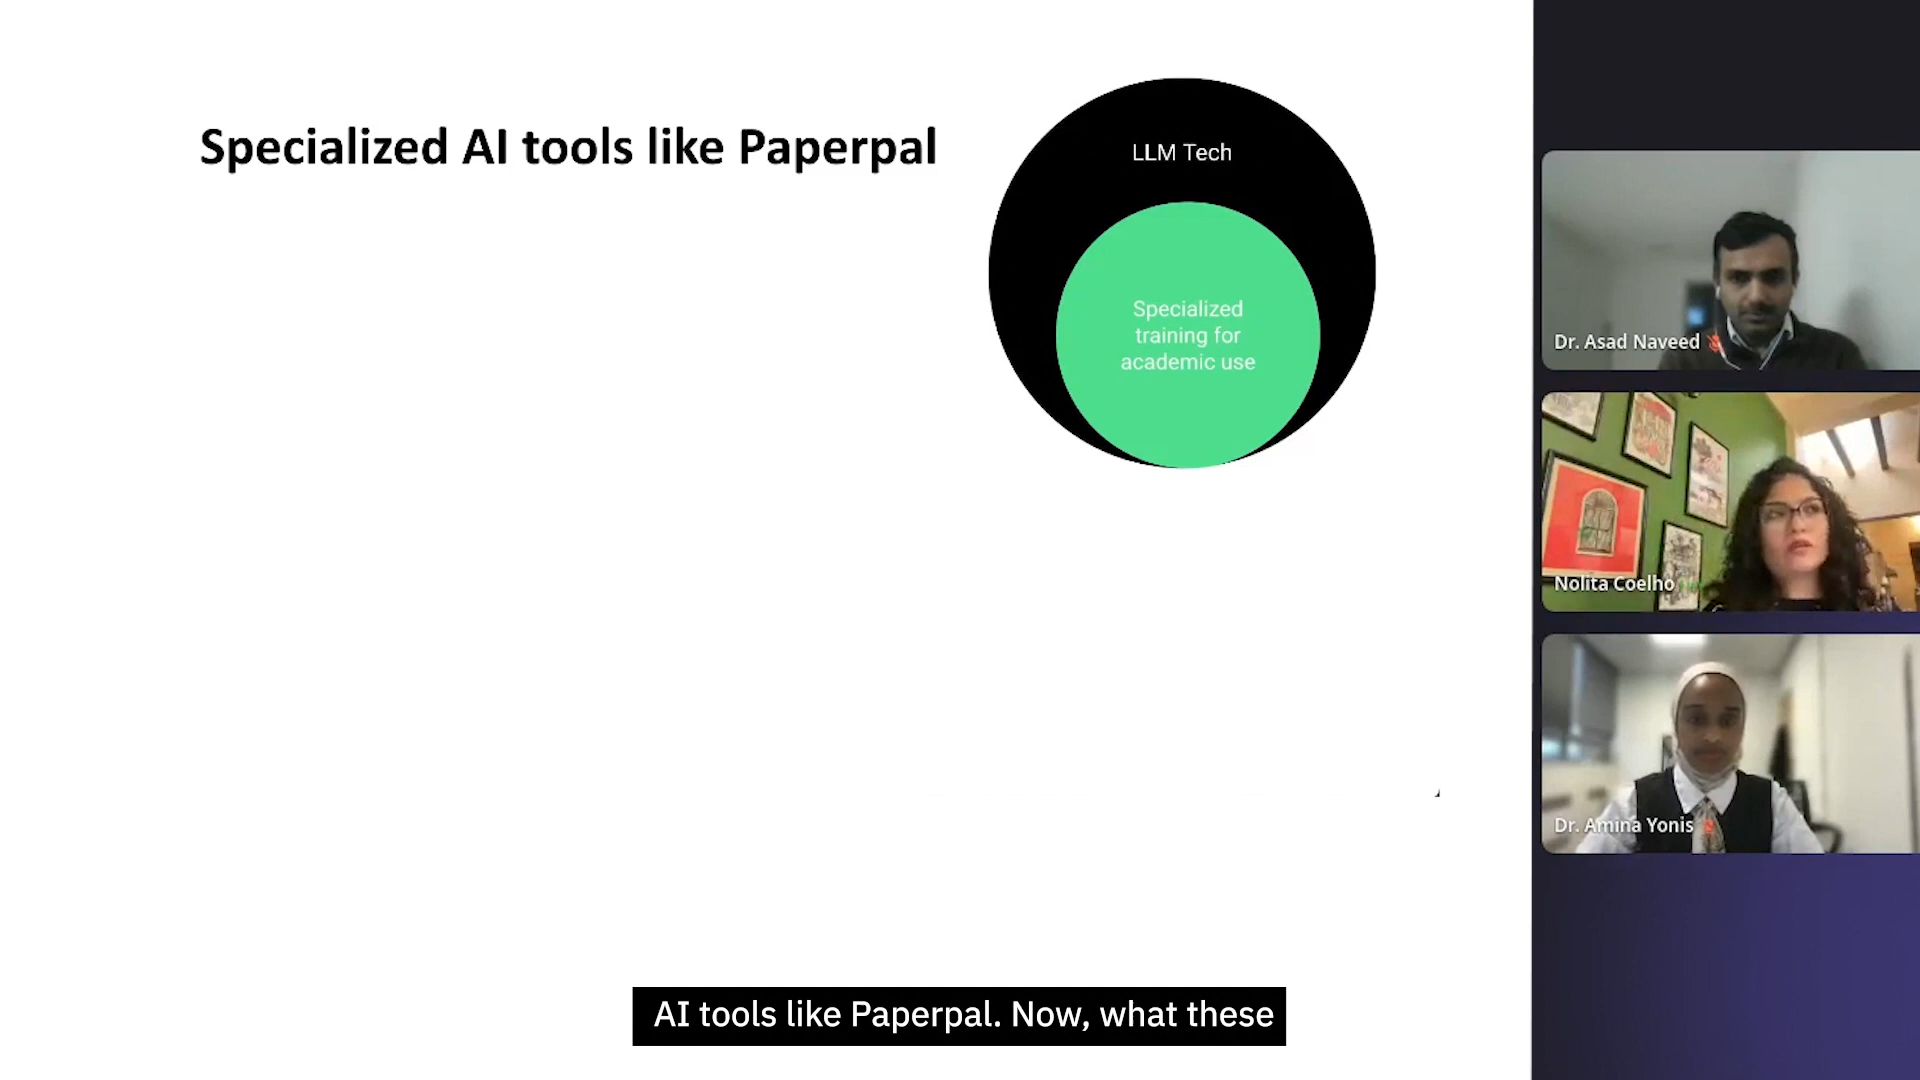 Specialized AI tools like Paperpal
LLM Tech
Specialized
training for
academic use
Dr. Asad Naveed
Nolita Coelho
Dr. Amina Yonis
AI tools like Paperpal. Now, what these